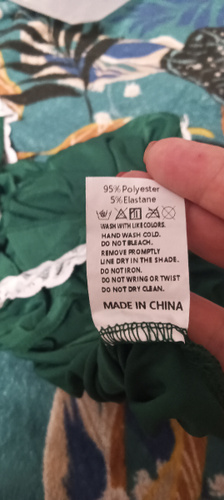 95% Polyester
5% Elastane
WASH WITH LIKE COLORS.
HAND WASH COLD.
DO NOT BLEACH.
REMOVE PROMPTLY
LINE DRY IN THE SHADE.
DO NOT IRON.
DO NOT WRING OR TWIST
DO NOT DRY CLEAN.
MADE IN CHINA